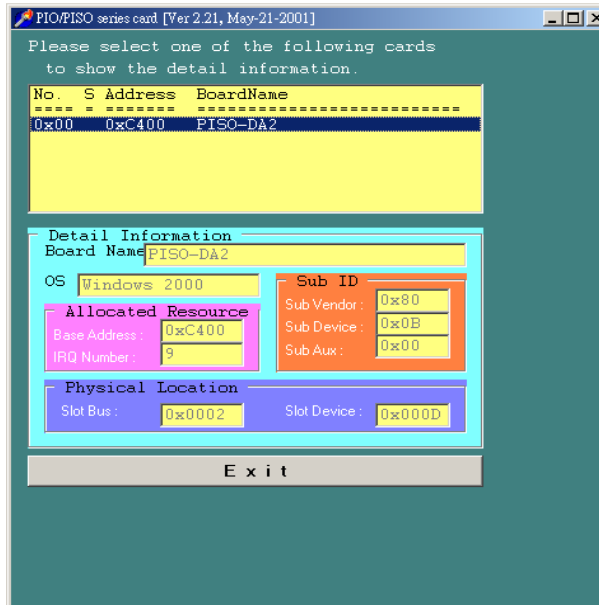 PIO/PISO series card [Ver 2.21, May-21-2001]
Please select one of the following cards
to show the detail information.
No. S Address BoardName
==== = ======= ==========================
0x00 0xC400 PISO-DA2
Detail Information
Board Name PISO-DA2
OS Windows 2000
Allocated Resource
Base Address : 0xC400
IRQ Number : 9
Sub ID
Sub Vendor : 0x80
Sub Device : 0x0B
Sub Aux : 0x00
Physical Location
Slot Bus : 0x0002 Slot Device : 0x000D
Exit